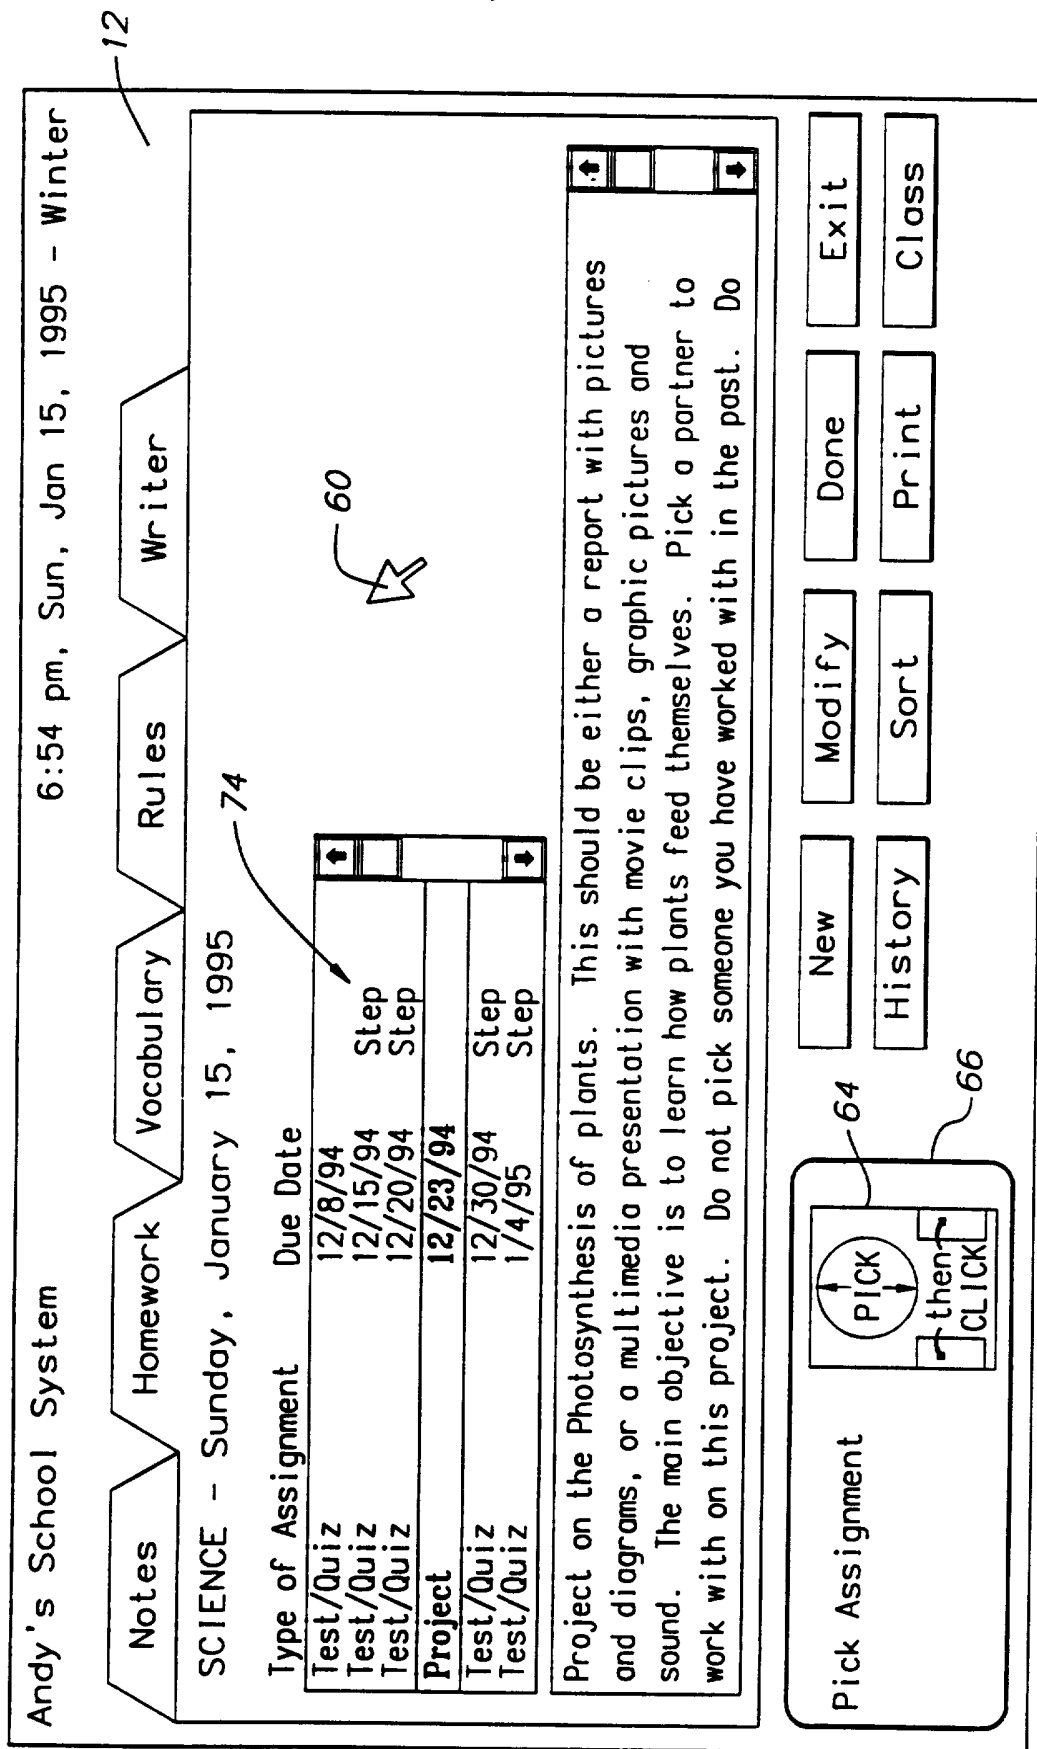 Andy's School System 6:54 pm, Sun, Jan 15, 1995 - Winter
12
Notes Homework Vocabulary Rules Writer
SCIENCE - Sunday, January 15, 1995
74
60
Type of Assignment Due Date
Test/Quiz 12/8/94
Test/Quiz 12/15/94 Step
Test/Quiz 12/20/94 Step
Project 12/23/94
Test/Quiz 12/30/94 Step
Test/Quiz 1/4/95 Step
Project on the Photosynthesis of plants. This should be either a report with pictures
and diagrams, or a multimedia presentation with movie clips, graphic pictures and
sound. The main objective is to learn how plants feed themselves. Pick a partner to
work with on this project. Do not pick someone you have worked with in the past. Do
Pick Assignment
PICK
then
CLICK
64
66
New Modify Done Exit
History Sort Print Class